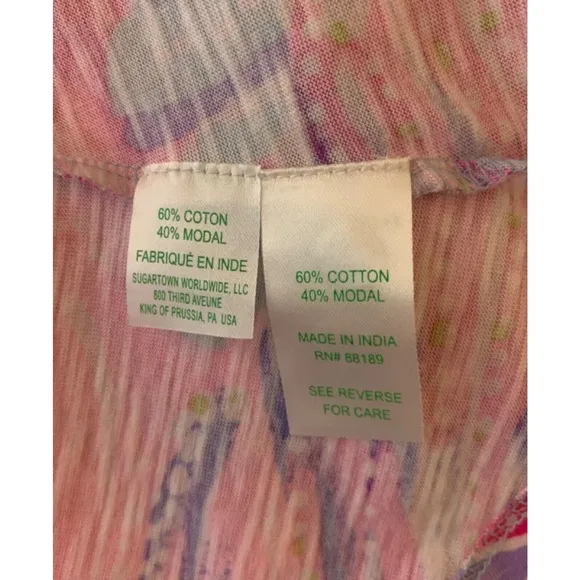 60% COTON
40% MODAL
FABRIQUÉ EN INDE
SUGARTOWN WORLDWIDE, LLC
800 THIRD AVEUNE
KING OF PRUSSIA, PA USA
60% COTTON
40% MODAL
MADE IN INDIA
RN# 88189
SEE REVERSE
FOR CARE